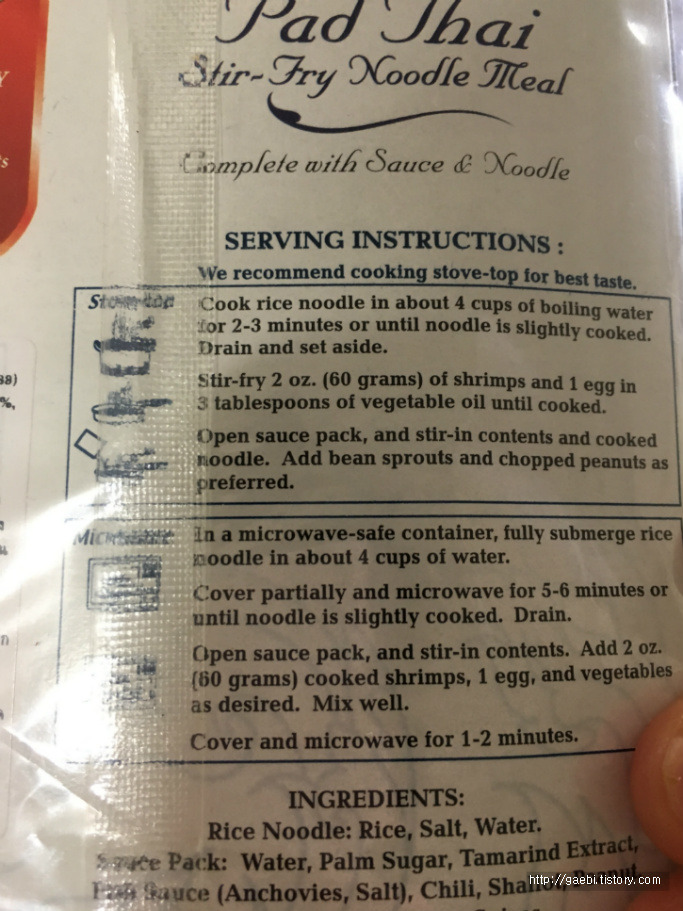 Pad Thai
Stir-Fry Noodle Meal
Complete with Sauce & Noodle
SERVING INSTRUCTIONS :
We recommend cooking stove-top for best taste.
Stove-top
Cook rice noodle in about 4 cups of boiling water
for 2-3 minutes or until noodle is slightly cooked.
Drain and set aside.
Stir-fry 2 oz. (60 grams) of shrimps and 1 egg in
3 tablespoons of vegetable oil until cooked.
Open sauce pack, and stir-in contents and cooked
noodle. Add bean sprouts and chopped peanuts as
preferred.
Microwave
In a microwave-safe container, fully submerge rice
noodle in about 4 cups of water.
Cover partially and microwave for 5-6 minutes or
until noodle is slightly cooked. Drain.
Open sauce pack, and stir-in contents. Add 2 oz.
(60 grams) cooked shrimps, 1 egg, and vegetables
as desired. Mix well.
Cover and microwave for 1-2 minutes.
INGREDIENTS:
Rice Noodle: Rice, Salt, Water.
Sauce Pack: Water, Palm Sugar, Tamarind Extract,
Fish Sauce (Anchovies, Salt), Chili, Shallot, Peanut,
http://gaebi.tistory.com